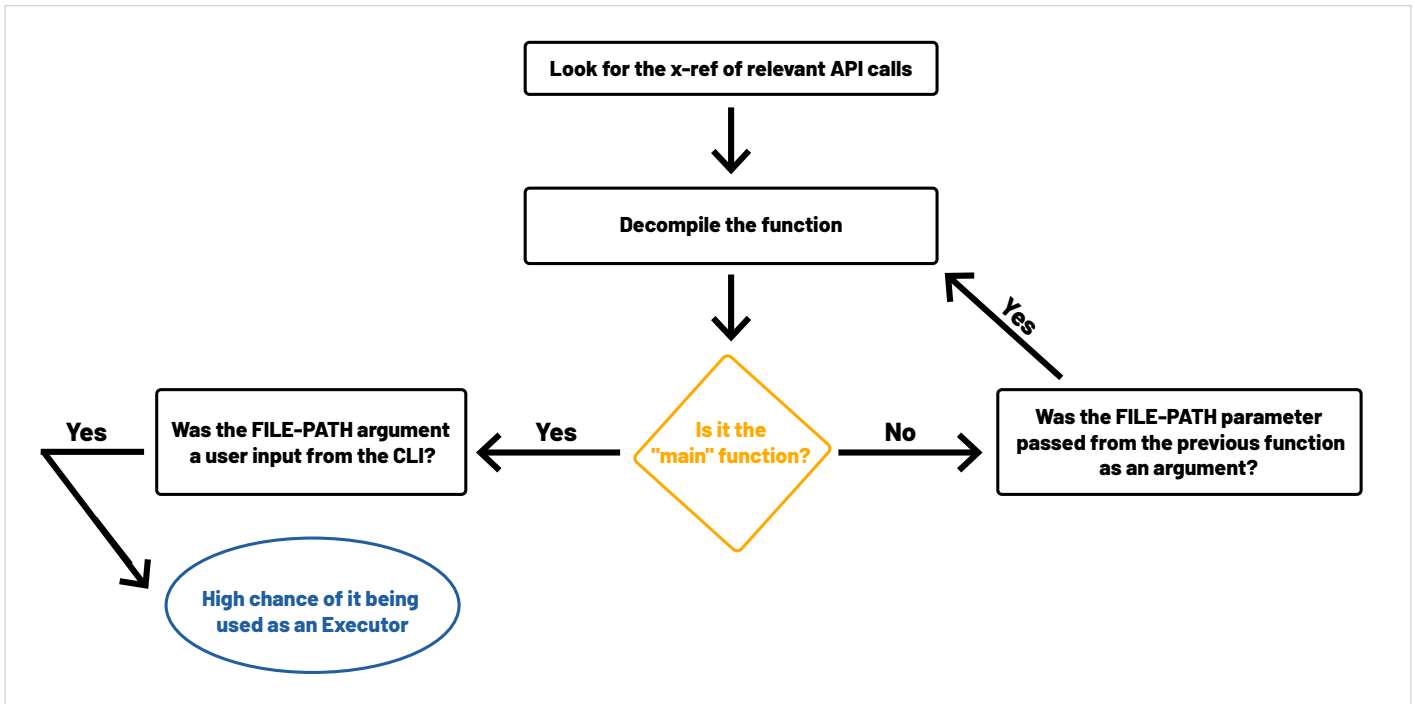 Look for the x-ref of relevant API calls
Decompile the function
Yes
Yes
Was the FILE-PATH argument
a user input from the CLI?
Yes
Is it the
"main" function?
No
Was the FILE-PATH parameter
passed from the previous function
as an argument?
High chance of it being
used as an Executor